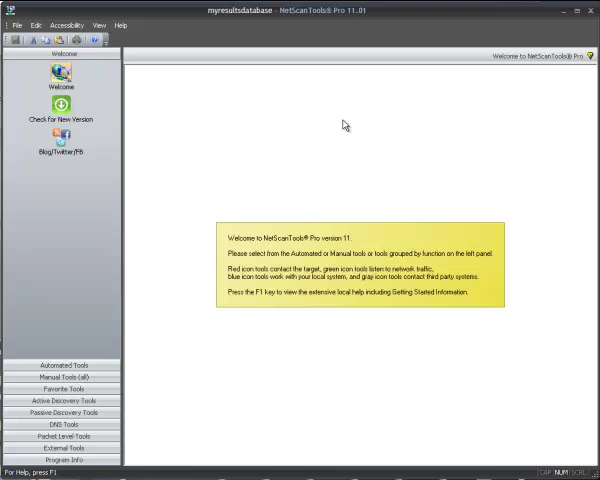 myresultsdatabase - NetScanTools® Pro 11.01
File Edit Accessibility View Help
Welcome
Welcome to NetScanTools® Pro
Welcome
Check for New Version
Blog/Twitter/FB
Welcome to NetScanTools® Pro version 11.
Please select from the Automated or Manual tools or tools grouped by function on the left panel.
Red icon tools contact the target, green icon tools listen to network traffic,
blue icon tools work with your local system, and gray icon tools contact third party systems.
Press the F1 key to view the extensive local help including Getting Started Information.
Automated Tools
Manual Tools (all)
Favorite Tools
Active Discovery Tools
Passive Discovery Tools
DNS Tools
Packet Level Tools
External Tools
Program Info
For Help, press F1
CAP NUM SCRL